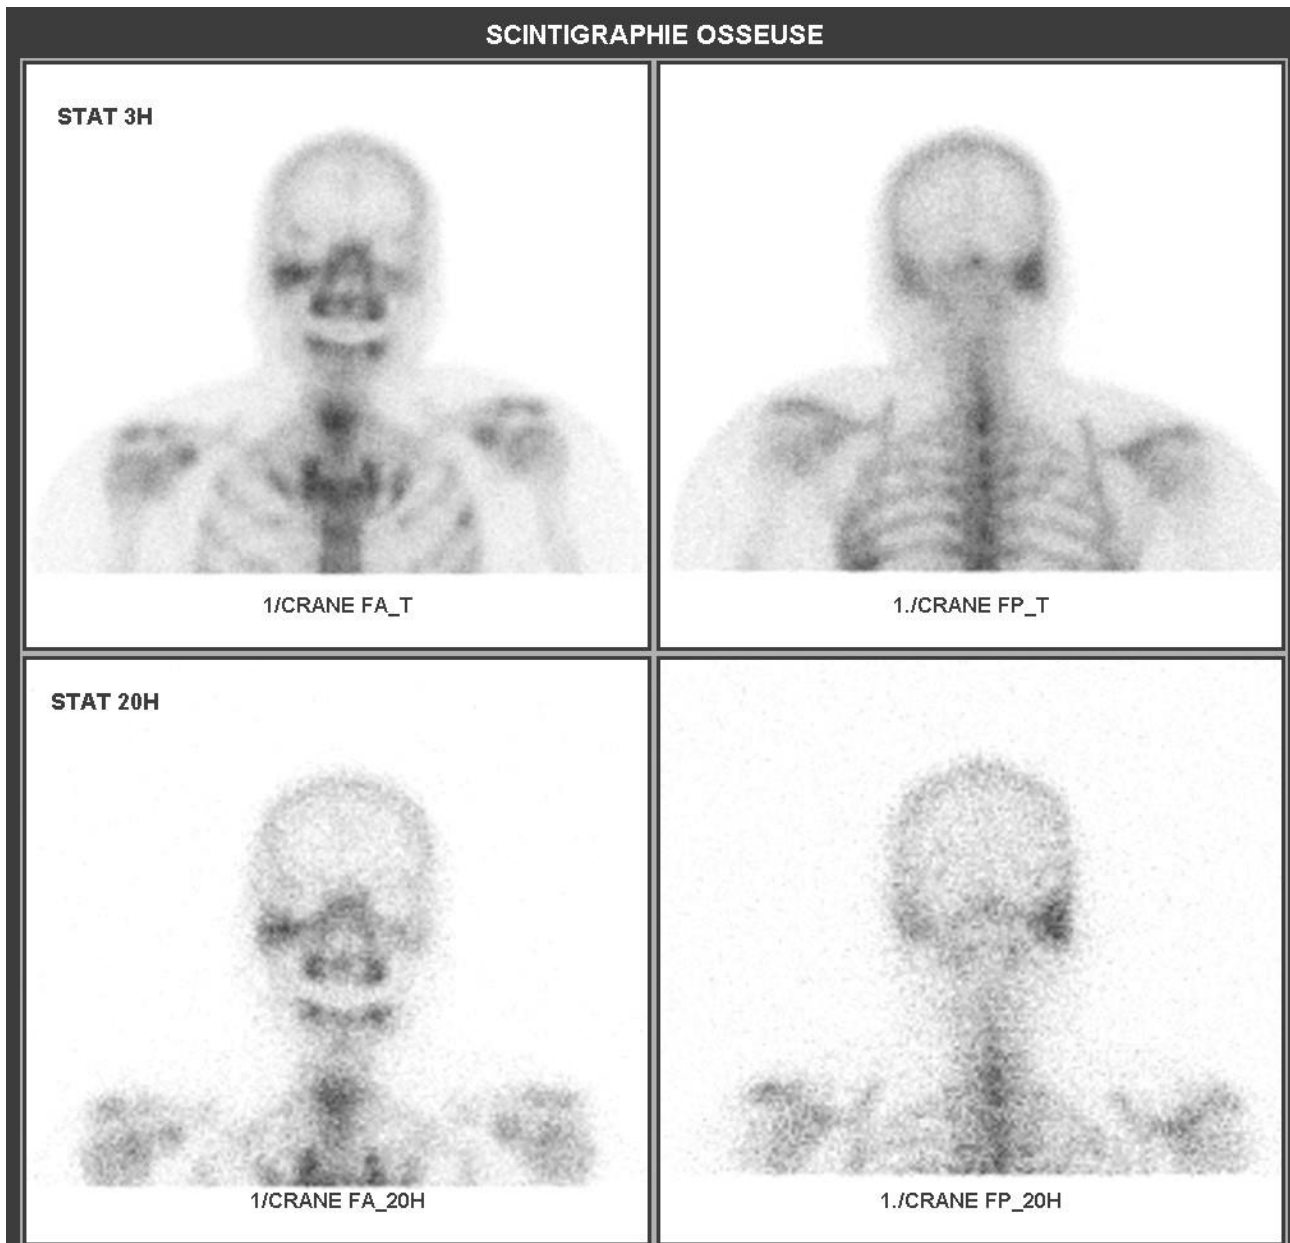 SCINTIGRAPHIE OSSEUSE
STAT 3H
1/CRANE FA_T
1./CRANE FP_T
STAT 20H
1/CRANE FA_20H
1./CRANE FP_20H